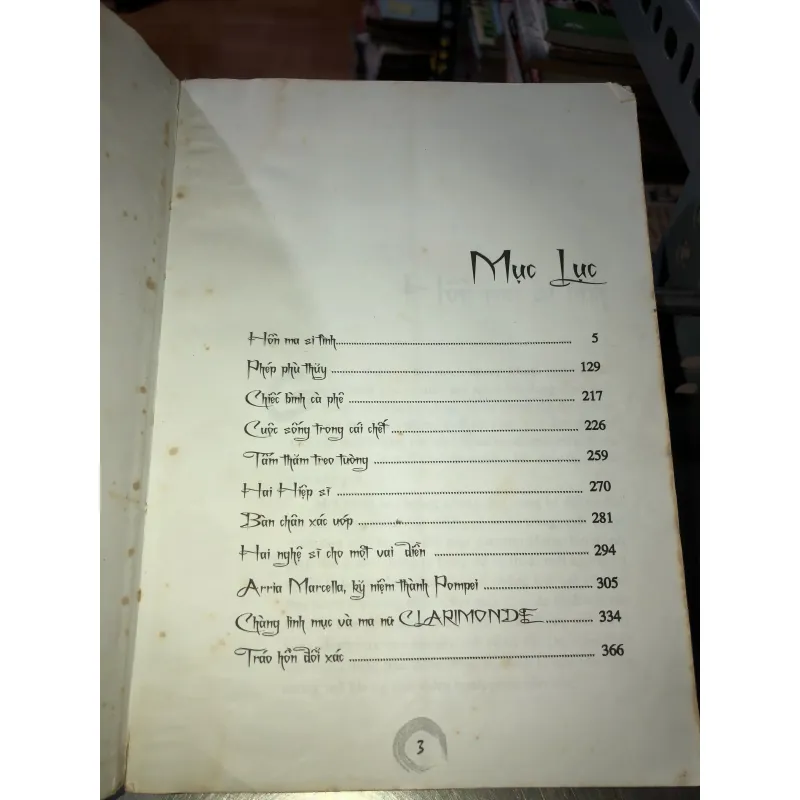 Mục Lục
Hồn ma si tình........ 5
Phép phù thủy ........ 129
Chiếc bình cà phê ........ 217
Cuộc sống trong cái chết ........ 226
Tấm thảm treo tường ........ 259
Hai Hiệp sĩ ........ 270
Bàn chân xác ướp ........ 281
Hai nghệ sĩ cho một vai diễn ........ 294
Arria Marcella, kỷ niệm thành Pompei ........ 305
Chàng linh mục và ma nữ CLARIMONDE ........ 334
Tráo hồn đổi xác ........ 366
3